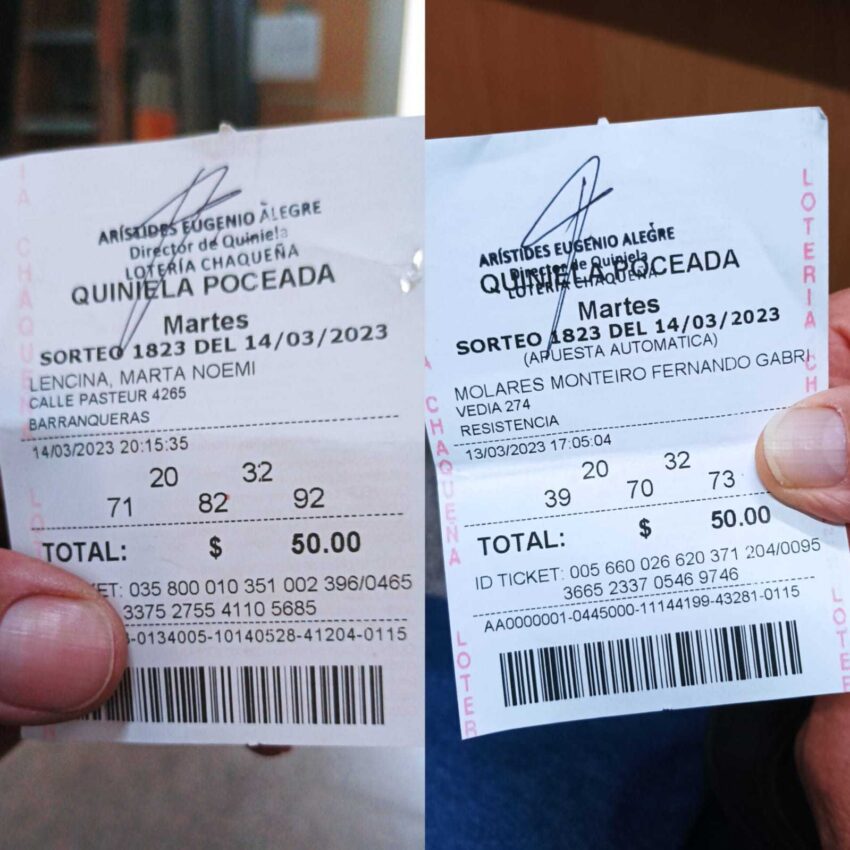 ARÍSTIDES EUGENIO ALEGRE
Director de Quiniela
LOTERÍA CHAQUEÑA
QUINIELA POCEADA
Martes
SORTEO 1823 DEL 14/03/2023
LENCINA, MARTA NOEMI
CALLE PASTEUR 4265
BARRANQUERAS
14/03/2023 20:15:35
20 32
71 82 92
TOTAL: $ 50.00
035 800 010 351 002 396/0465
3375 2755 4110 5685
-0134005-10140528-41204-0115
CHAQUEÑA
ARÍSTIDES EUGENIO ALEGRE
Director de Quiniela
LOTERÍA CHAQUEÑA
QUINIELA POCEADA
Martes
SORTEO 1823 DEL 14/03/2023
(APUESTA AUTOMATICA)
MOLARES MONTEIRO FERNANDO GABRI
VEDIA 274
RESISTENCIA
13/03/2023 17:05:04
20 32
39 70 73
TOTAL: $ 50.00
ID TICKET: 005 660 026 620 371 204/0095
3665 2337 0546 9746
AA0000001-0445000-11144199-43281-0115
CHAQUEÑA
LOTER
LOTERIA CH
LOTER